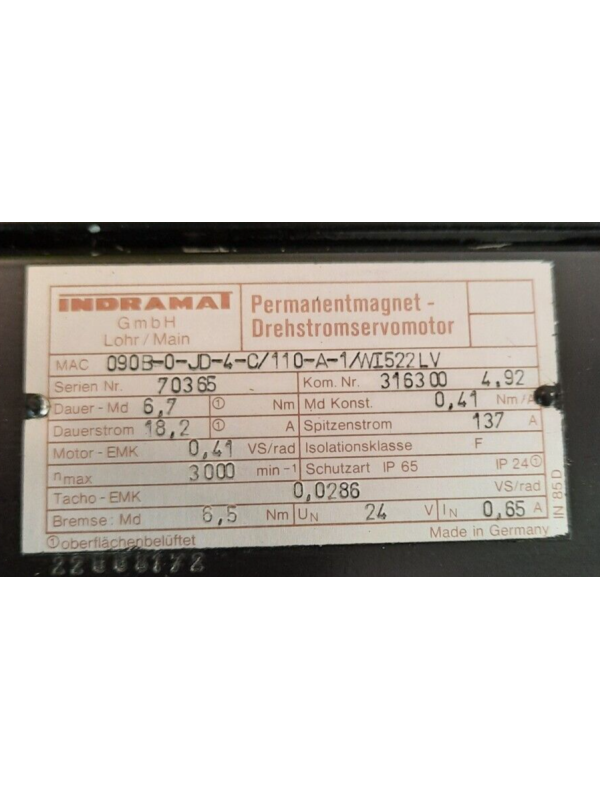 INDRAMAT
GmbH
Lohr/Main
Permanentmagnet -
Drehstromservomotor
MAC 090B-0-JD-4-C/110-A-1/WI522LV
Serien Nr. 70365 Kom. Nr. 316300 4,92
Dauer - Md 6,7 ① Nm Md Konst. 0,41 Nm/A
Dauerstrom 18,2 ① A Spitzenstrom 137 A
Motor - EMK 0,41 VS/rad Isolationsklasse F
nmax 3000 min-1 Schutzart IP 65 IP 24①
Tacho - EMK 0,0286 VS/rad
Bremse: Md 6,5 Nm UN 24 V IN 0,65 A
①oberflächenbelüftet Made in Germany
IN 85 D